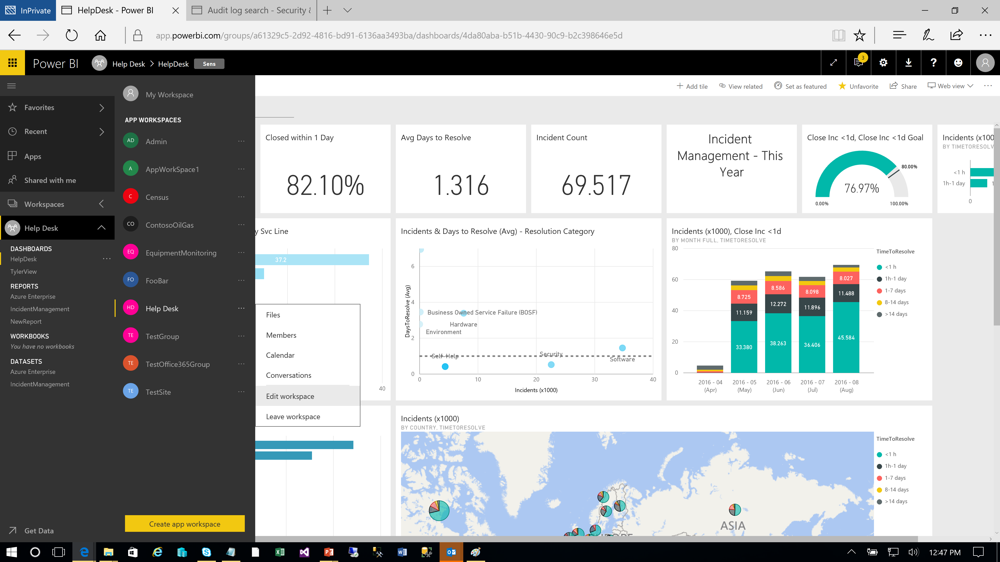 InPrivate
HelpDesk - Power BI
Audit log search - Security &
app.powerbi.com/groups/a61329c5-2d92-4816-bd91-6136aa3493ba/dashboards/4da80aba-b51b-4430-90c9-b2c398646e5d
Power BI
Help Desk > HelpDesk
Sens
3
?
Add tile
View related
Set as featured
Unfavorite
Share
Web view
Favorites
Recent
Apps
Shared with me
Workspaces
Help Desk
DASHBOARDS
HelpDesk
TylerView
REPORTS
Azure Enterprise
IncidentManagement
NewReport
WORKBOOKS
You have no workbooks
DATASETS
Azure Enterprise
IncidentManagement
Get Data
My Workspace
APP WORKSPACES
AD Admin
A AppWorkSpace1
C Census
CO ContosoOilGas
EQ EquipmentMonitoring
FO FooBar
HD Help Desk
TE TestGroup
TE TestOffice365Group
TE TestSite
Create app workspace
Files
Members
Calendar
Conversations
Edit workspace
Leave workspace
Closed within 1 Day
82.10%
Avg Days to Resolve
1.316
Incident Count
69.517
Incident
Management - This
Year
Close Inc <1d, Close Inc <1d Goal
80.00%
76.97%
0.00%
100.00%
Incidents (x100
BY TIMETORESOLV
<1 h
1h-1 day
1
0
y Svc Line
37.2
40
Incidents & Days to Resolve (Avg) - Resolution Category
DaysToResolve (Avg)
6
4
2
0
Business Owned Service Failure (BOSF)
Hardware
Environment
Self-Help
Security
Software
0 10 20 30 40
Incidents (x1000)
Incidents (x1000), Close Inc <1d
BY MONTH FULL, TIMETORESOLVE
80
60
40
20
0
8.725
11.159
33.380
8.586
12.272
38.263
8.098
11.896
36.406
8.027
11.488
45.584
2016 - 04 2016 - 05 2016 - 06 2016 - 07 2016 - 08
(Apr) (May) (Jun) (Jul) (Aug)
TimeToResolve
<1 h
1h-1 day
1-7 days
8-14 days
>14 days
Incidents (x1000)
BY COUNTRY, TIMETORESOLVE
ASIA
EUROPE
TimeToResolve
<1 h
1h-1 day
1-7 days
8-14 days
>14 days
12:47 PM